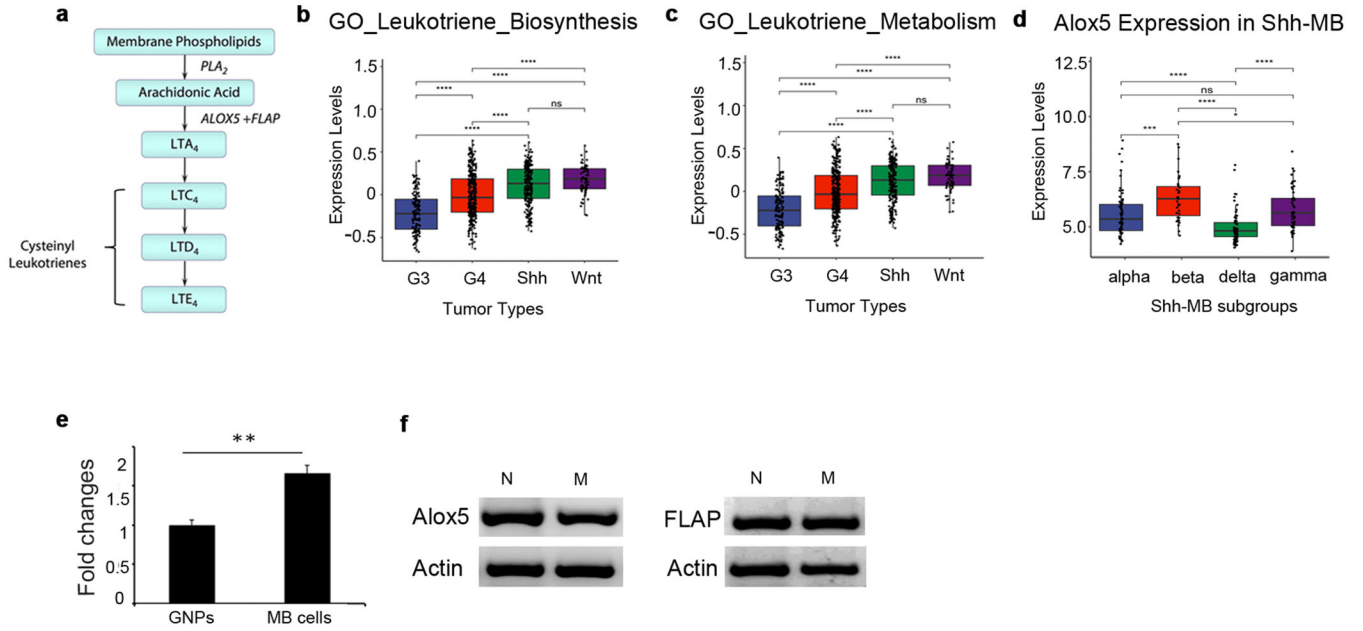 a
Membrane Phospholipids
PLA2
Arachidonic Acid
ALOX5 +FLAP
LTA4
LTC4
LTD4
LTE4
Cysteinyl
Leukotrienes
b
GO_Leukotriene_Biosynthesis
Expression Levels
1.5
1.0
0.5
0
−0.5
****
****
****
****
****
ns
G3 G4 Shh Wnt
Tumor Types
c
GO_Leukotriene_Metabolism
Expression Levels
1.5
1.0
0.5
0
−0.5
****
****
****
****
****
ns
G3 G4 Shh Wnt
Tumor Types
d
Alox5 Expression in Shh-MB
Expression Levels
12.5
10.0
7.5
5.0
****
****
ns
****
***
alpha beta delta gamma
Shh-MB subgroups
e
Fold changes
2
1.5
1
0.5
0
**
GNPs MB cells
f
N M
Alox5
Actin
N M
FLAP
Actin